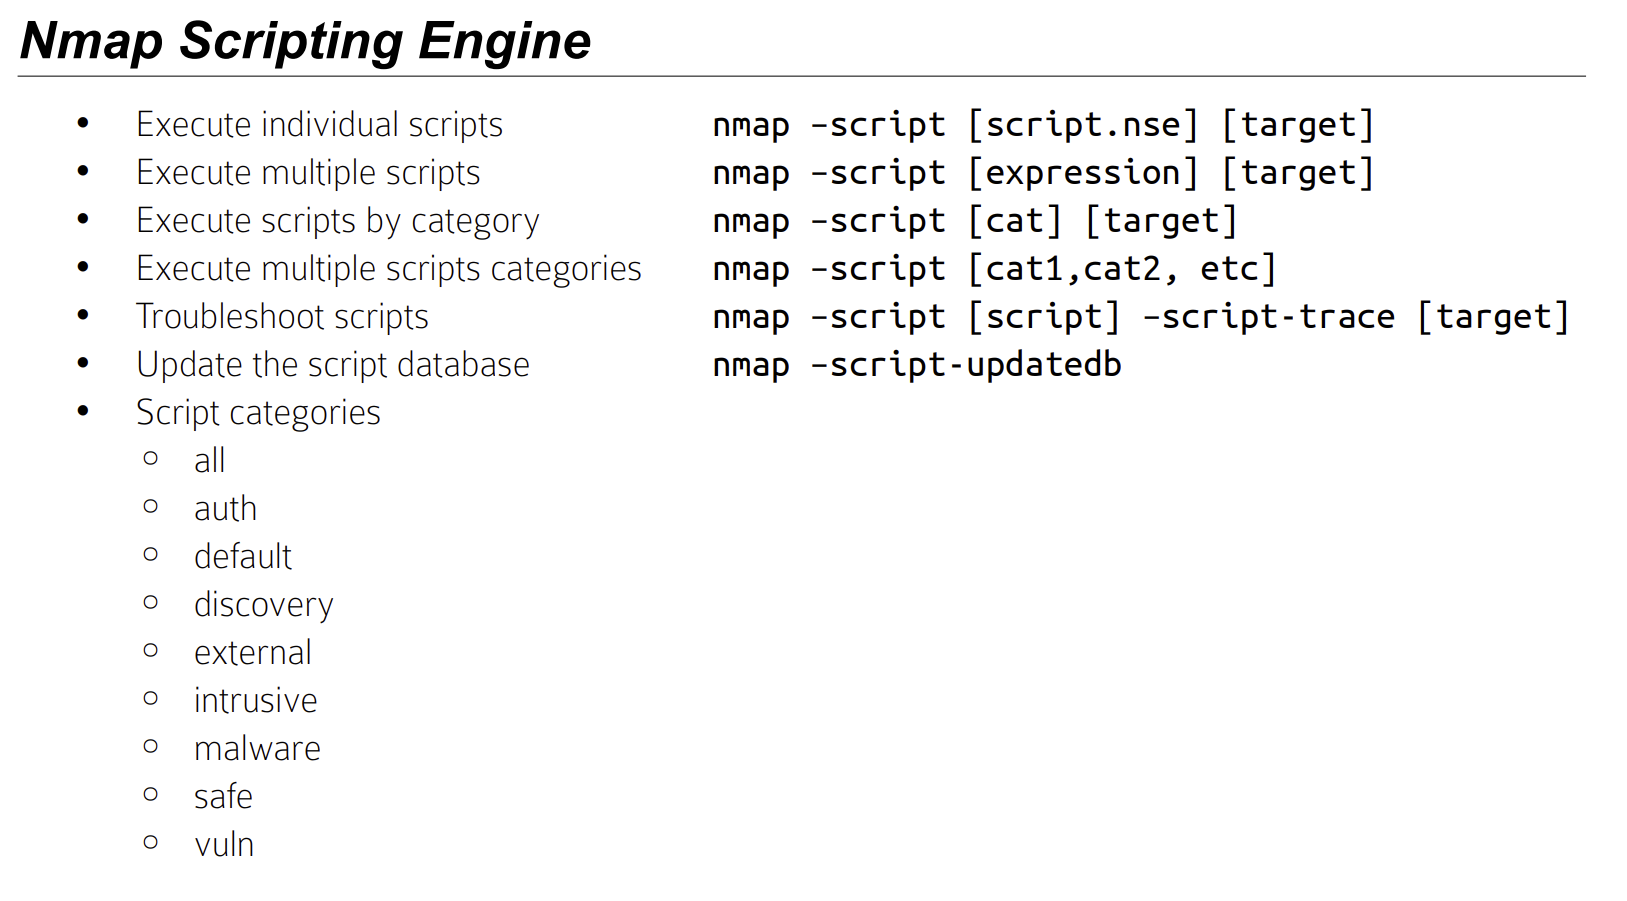 Nmap Scripting Engine
• Execute individual scripts nmap –script [script.nse] [target]
• Execute multiple scripts nmap –script [expression] [target]
• Execute scripts by category nmap –script [cat] [target]
• Execute multiple scripts categories nmap –script [cat1,cat2, etc]
• Troubleshoot scripts nmap –script [script] –script-trace [target]
• Update the script database nmap –script-updatedb
• Script categories
○ all
○ auth
○ default
○ discovery
○ external
○ intrusive
○ malware
○ safe
○ vuln